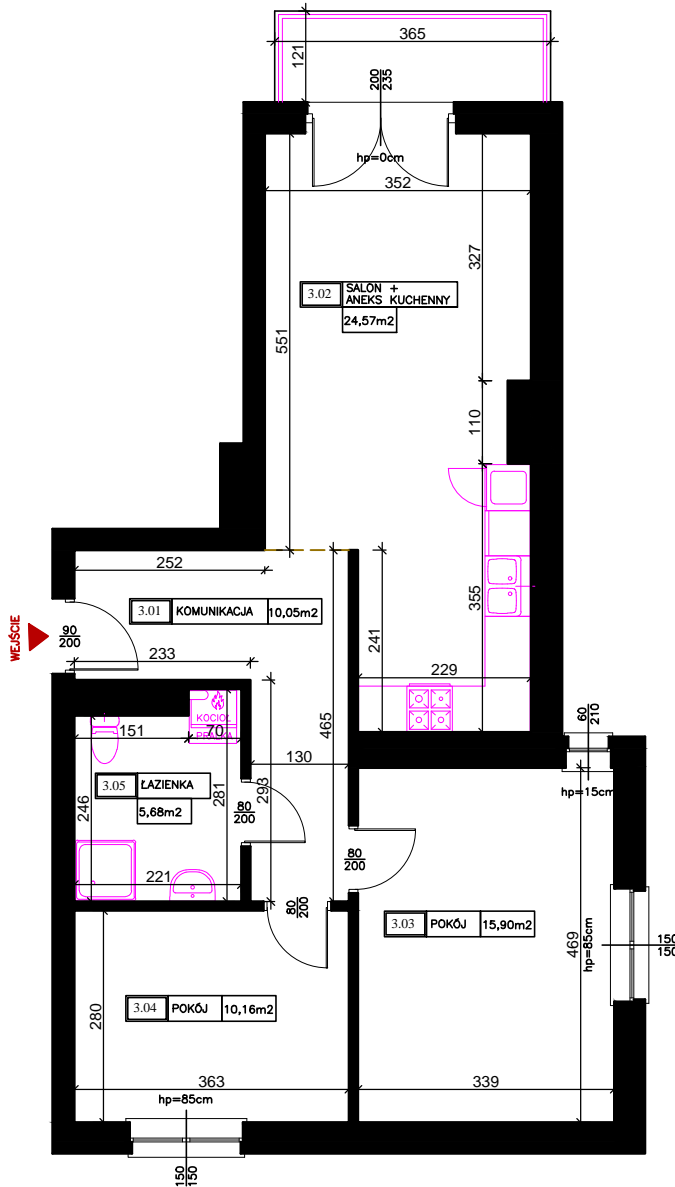 365
121
200
235
hp=0cm
352
327
551
3.02 SALON +
ANEKS KUCHENNY
24,57m2
110
252
355
3.01 KOMUNIKACJA 10,05m2
90
200
WEJŚCIE
241
233
229
465
KOCIOŁ
PRALKA
151
70
130
60
210
hp=15cm
3.05 ŁAZIENKA
5,68m2
246
281
293
80
200
80
200
221
80
200
3.03 POKÓJ 15,90m2
469
hp=85cm
150
150
3.04 POKÓJ 10,16m2
280
363
339
hp=85cm
150
150